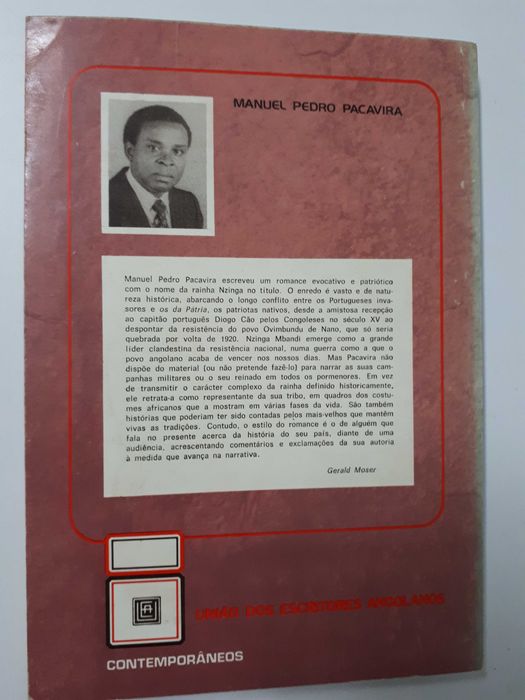 MANUEL PEDRO PACAVIRA
Manuel Pedro Pacavira escreveu um romance evocativo e patriótico
com o nome da rainha Nzinga no título. O enredo é vasto e de natu-
reza histórica, abarcando o longo conflito entre os Portugueses inva-
sores e os da Pátria, os patriotas nativos, desde a amistosa recepção
ao capitão português Diogo Cão pelos Congoleses no século XV ao
despontar da resistência do povo Ovimbundu de Nano, que só seria
quebrada por volta de 1920. Nzinga Mbandi emerge como a grande
líder clandestina da resistência nacional, numa guerra como a que o
povo angolano acaba de vencer nos nossos dias. Mas Pacavira não
dispõe do material (ou não pretende fazê-lo) para narrar as suas cam-
panhas militares ou o seu reinado em todos os pormenores. Em vez
de transmitir o carácter complexo da rainha definido historicamente,
ele retrata-a como representante da sua tribo, em quadros dos costu-
mes africanos que a mostram em várias fases da vida. São também
histórias que poderiam ter sido contadas pelos mais-velhos que mantêm
vivas as tradições. Contudo, o estilo do romance é o de alguém que
fala no presente acerca da história do seu país, diante de uma
audiência, acrescentando comentários e exclamações da sua autoria
à medida que avança na narrativa.
Gerald Moser
UEA
UNIÃO DOS ESCRITORES ANGOLANOS
CONTEMPORÂNEOS